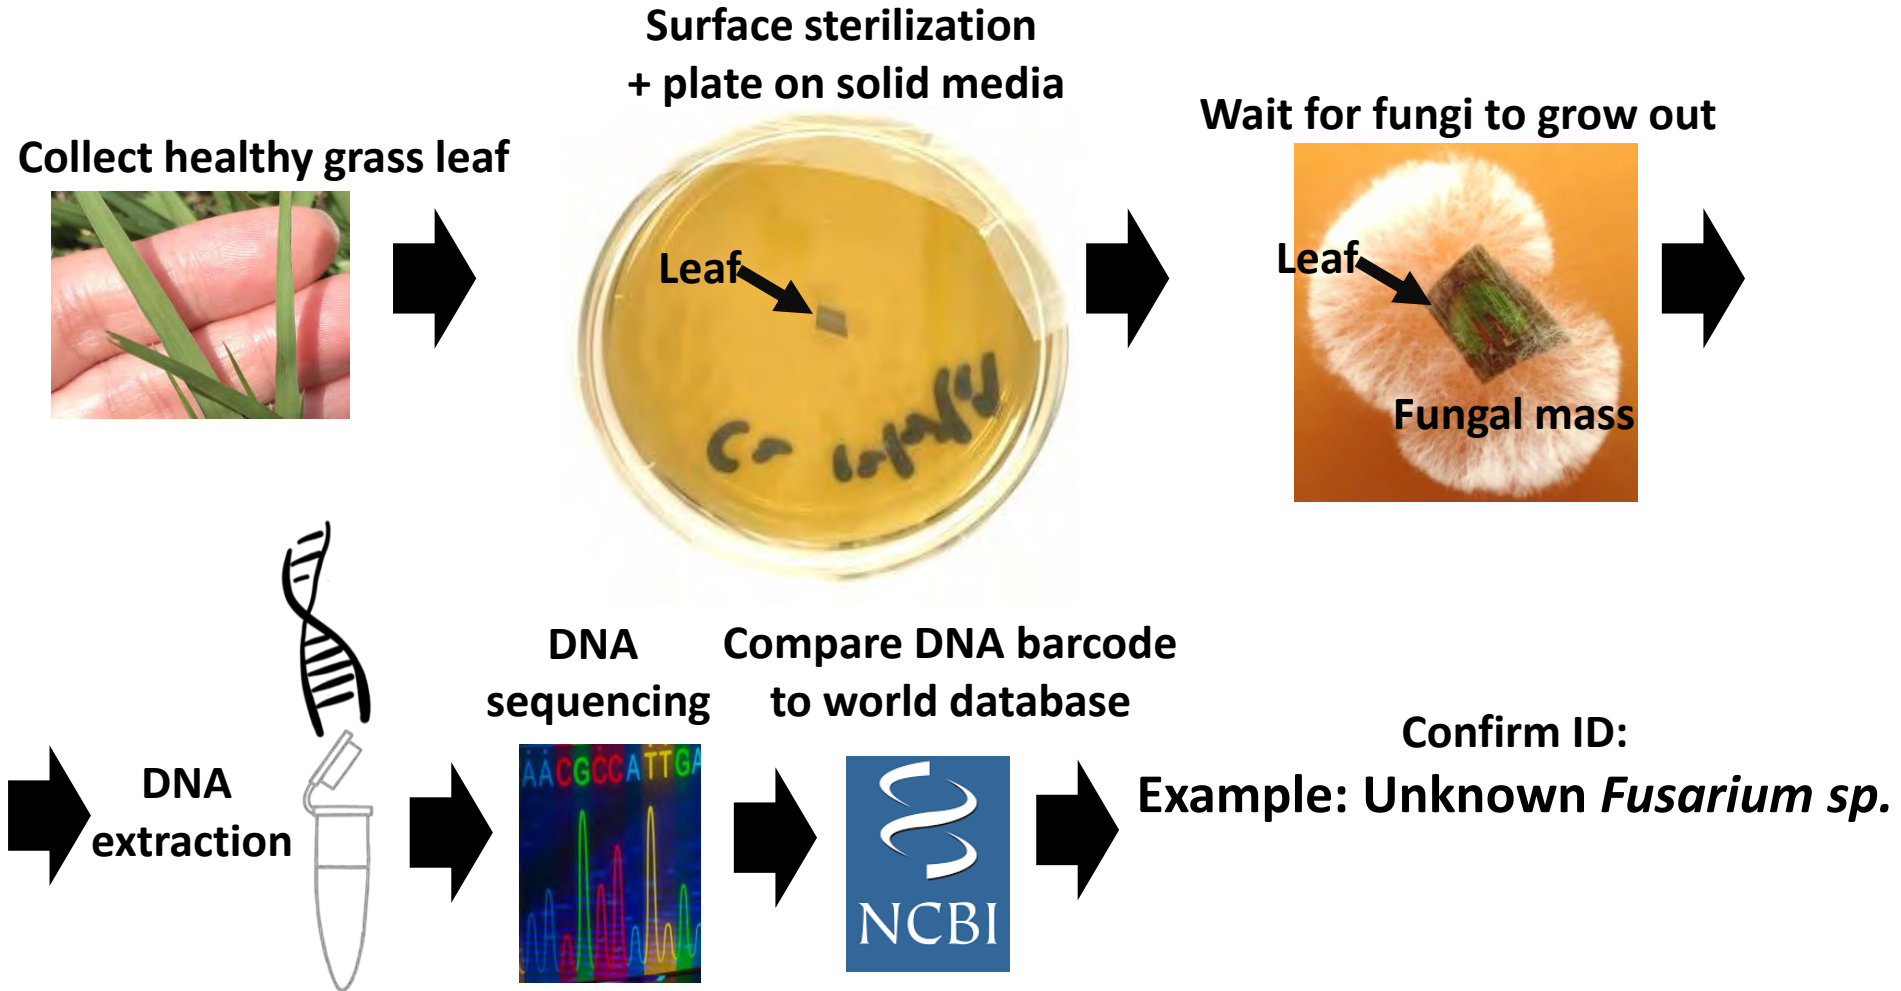 Surface sterilization
+ plate on solid media
Wait for fungi to grow out
Collect healthy grass leaf
Leaf
Leaf
Fungal mass
DNA
extraction
DNA
sequencing
AACGCCATTGA
Compare DNA barcode
to world database
NCBI
Confirm ID:
Example: Unknown Fusarium sp.